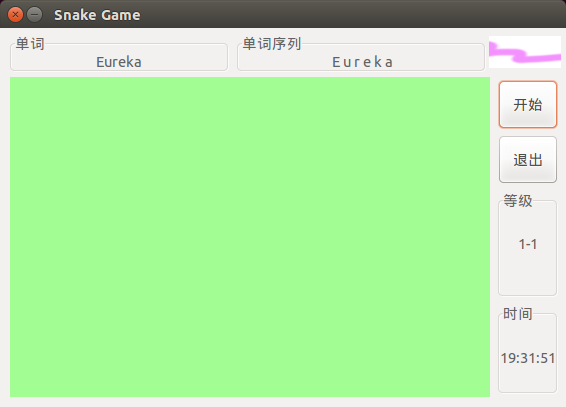 Snake Game
单词
单词序列
Eureka
E u r e k a
开始
退出
等级
1-1
时间
19:31:51